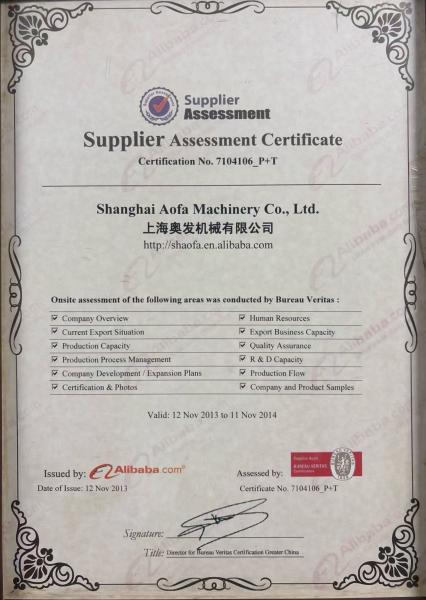 Supplier
Assessment
Supplier Assessment Certificate
Certification No. 7104106_P+T
Shanghai Aofa Machinery Co., Ltd.
上海奥发机械有限公司
http://shaofa.en.alibaba.com
Onsite assessment of the following areas was conducted by Bureau Veritas :
Company Overview
Human Resources
Current Export Situation
Export Business Capacity
Production Capacity
Quality Assurance
Production Process Management
R & D Capacity
Company Development / Expansion Plans
Production Flow
Certification & Photos
Company and Product Samples
Valid: 12 Nov 2013 to 11 Nov 2014
Issued by: Alibaba.com®
Assessed by:
Supplier Audit
BUREAU VERITAS
Certification
Date of Issue: 12 Nov 2013
Certificate No. 7104106_P+T
Signature:
Title: Director for Bureau Veritas Certification Greater China